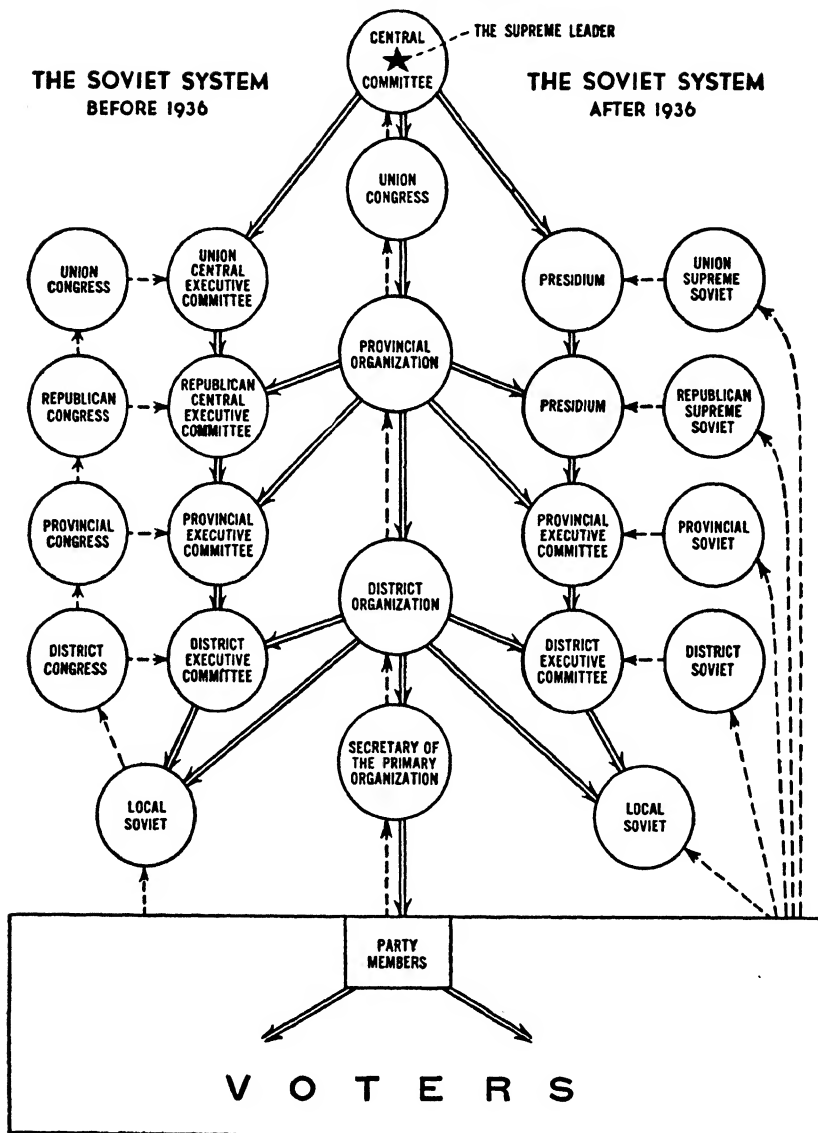 CENTRAL
COMMITTEE
THE SUPREME LEADER
THE SOVIET SYSTEM
BEFORE 1936
THE SOVIET SYSTEM
AFTER 1936
UNION
CONGRESS
UNION
CONGRESS
UNION
CENTRAL
EXECUTIVE
COMMITTEE
PRESIDIUM
UNION
SUPREME
SOVIET
PROVINCIAL
ORGANIZATION
REPUBLICAN
CONGRESS
REPUBLICAN
CENTRAL
EXECUTIVE
COMMITTEE
PRESIDIUM
REPUBLICAN
SUPREME
SOVIET
PROVINCIAL
CONGRESS
PROVINCIAL
EXECUTIVE
COMMITTEE
PROVINCIAL
EXECUTIVE
COMMITTEE
PROVINCIAL
SOVIET
DISTRICT
ORGANIZATION
DISTRICT
CONGRESS
DISTRICT
EXECUTIVE
COMMITTEE
DISTRICT
EXECUTIVE
COMMITTEE
DISTRICT
SOVIET
SECRETARY OF
THE PRIMARY
ORGANIZATION
LOCAL
SOVIET
LOCAL
SOVIET
PARTY
MEMBERS
VOTERS